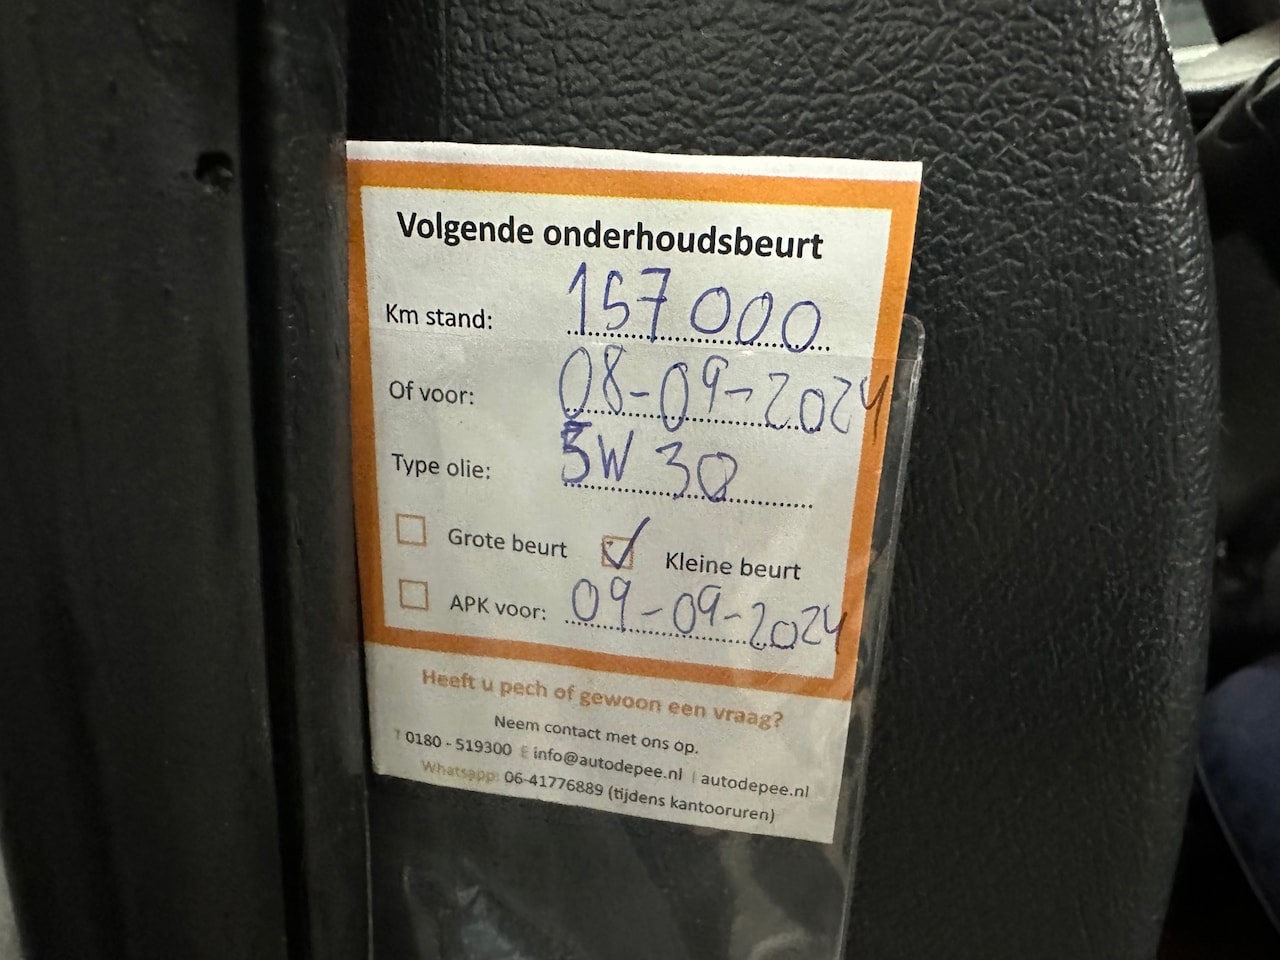 Volgende onderhoudsbeurt
Km stand: 157000
Of voor: 08-09-2024
Type olie: 5W 30
Grote beurt Kleine beurt
APK voor: 09-09-2024
Heeft u pech of gewoon een vraag?
Neem contact met ons op.
T 0180 - 519300 E info@autodepee.nl I autodepee.nl
Whatsapp: 06-41776889 (tijdens kantooruren)